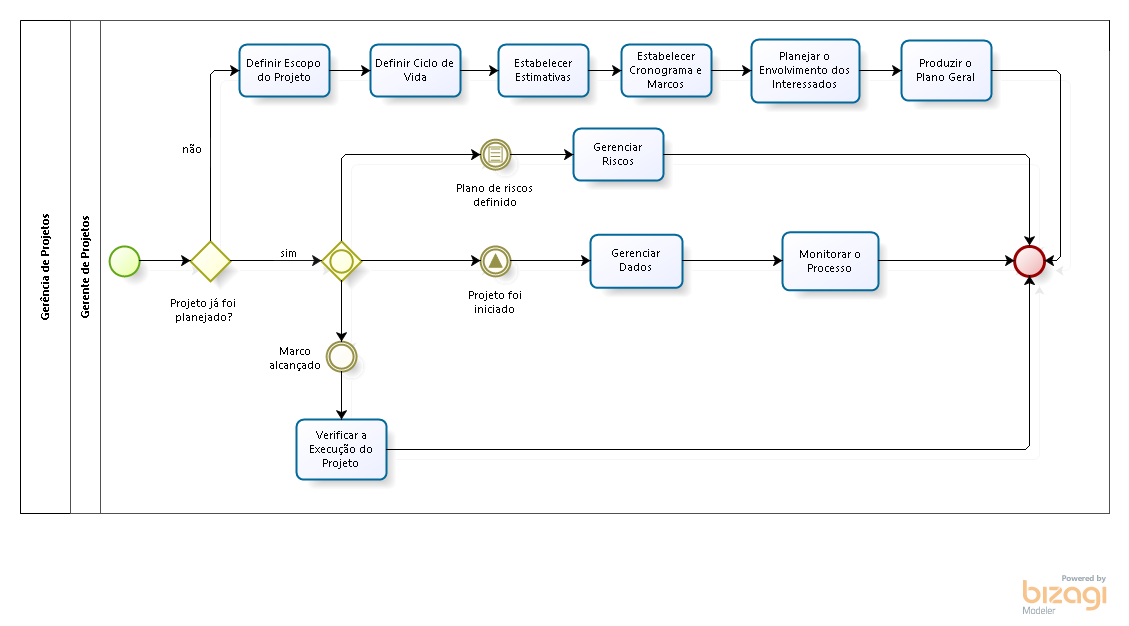 Gerência de Projetos
Gerente de Projetos
Definir Escopo
do Projeto
Definir Ciclo de
Vida
Estabelecer
Estimativas
Estabelecer
Cronograma e
Marcos
Planejar o
Envolvimento dos
Interessados
Produzir o
Plano Geral
não
Plano de riscos
definido
Gerenciar
Riscos
Projeto já foi
planejado?
sim
Projeto foi
iniciado
Gerenciar
Dados
Monitorar o
Processo
Marco
alcançado
Verificar a
Execução do
Projeto
Powered by
bizagi
Modeler